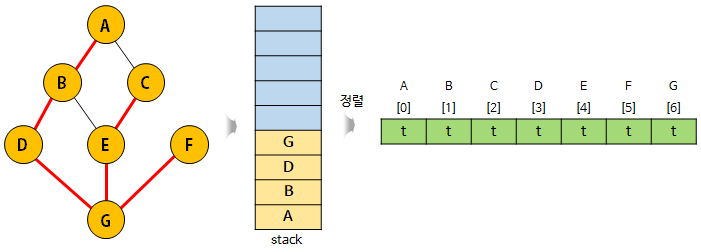 A
B
C
D
E
F
G
G
D
B
A
stack
정렬
A B C D E F G
[0] [1] [2] [3] [4] [5] [6]
t t t t t t t